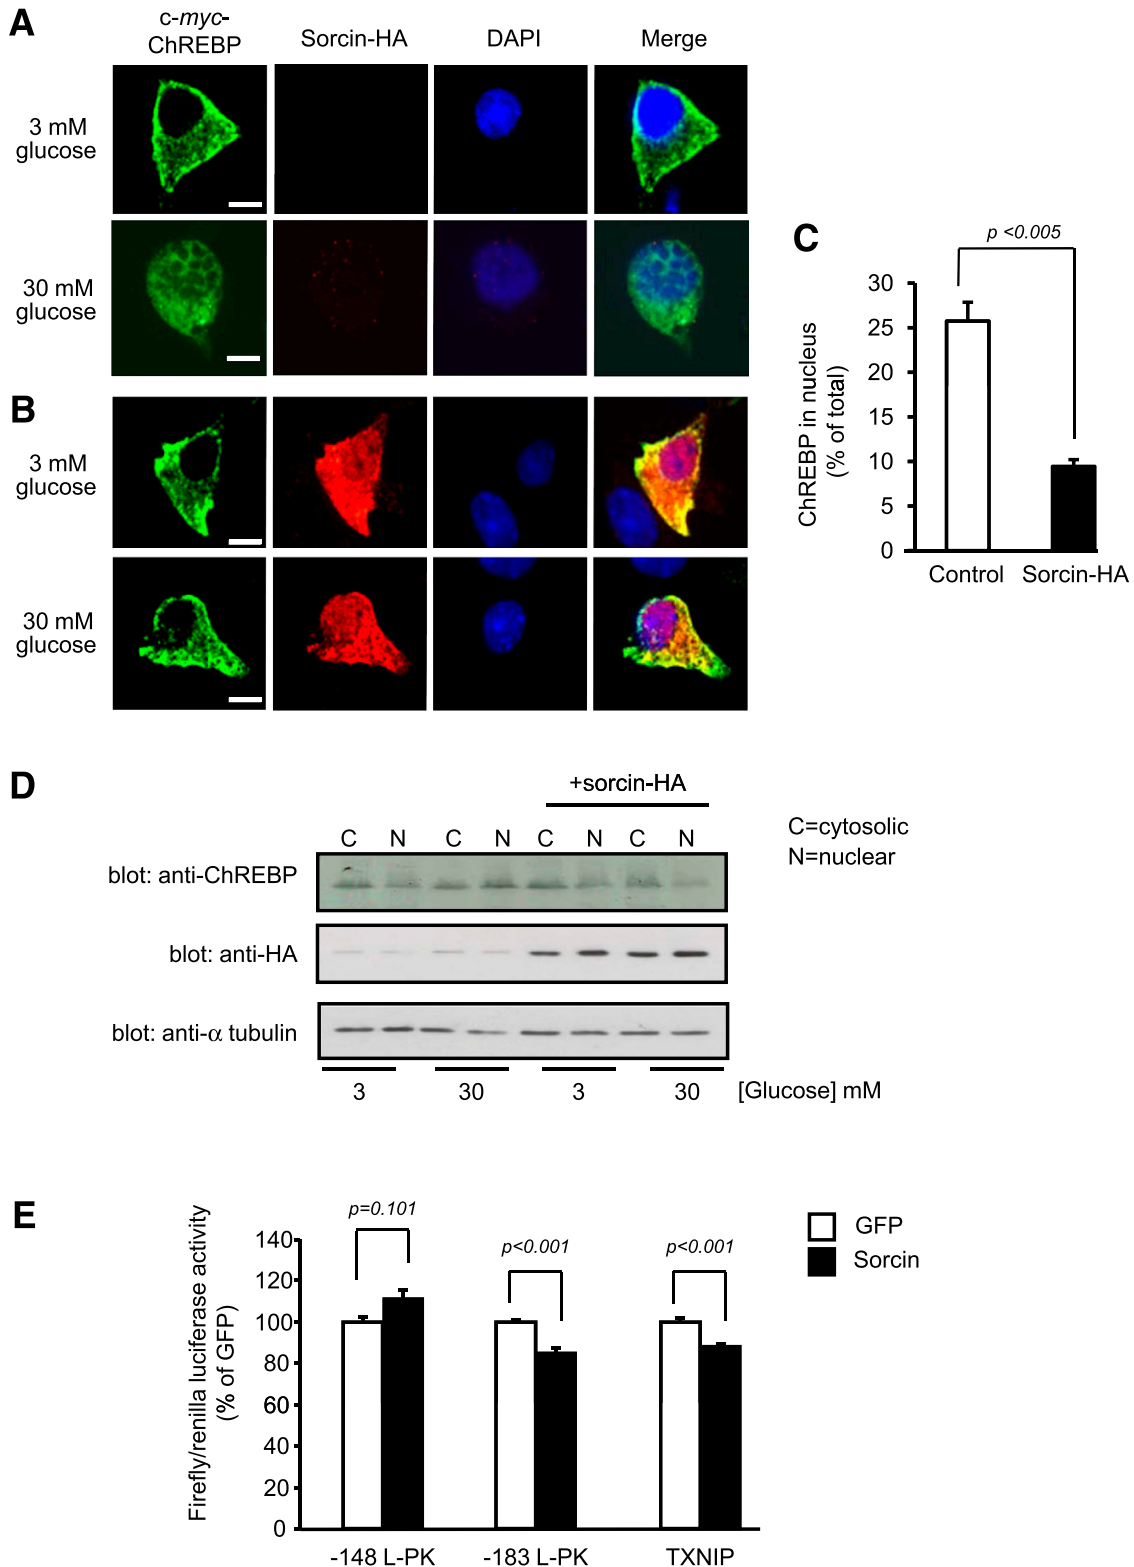 A
c-myc-
ChREBP
Sorcin-HA
DAPI
Merge
3 mM
glucose
30 mM
glucose
B
3 mM
glucose
30 mM
glucose
C
p <0.005
ChREBP in nucleus
(% of total)
30
25
20
15
10
5
0
Control
Sorcin-HA
D
+sorcin-HA
C N C N C N C N
C=cytosolic
N=nuclear
blot: anti-ChREBP
blot: anti-HA
blot: anti-α tubulin
3 30 3 30 [Glucose] mM
E
Firefly/renilla luciferase activity
(% of GFP)
140
120
100
80
60
40
20
0
p=0.101
p<0.001
p<0.001
GFP
Sorcin
-148 L-PK
-183 L-PK
TXNIP